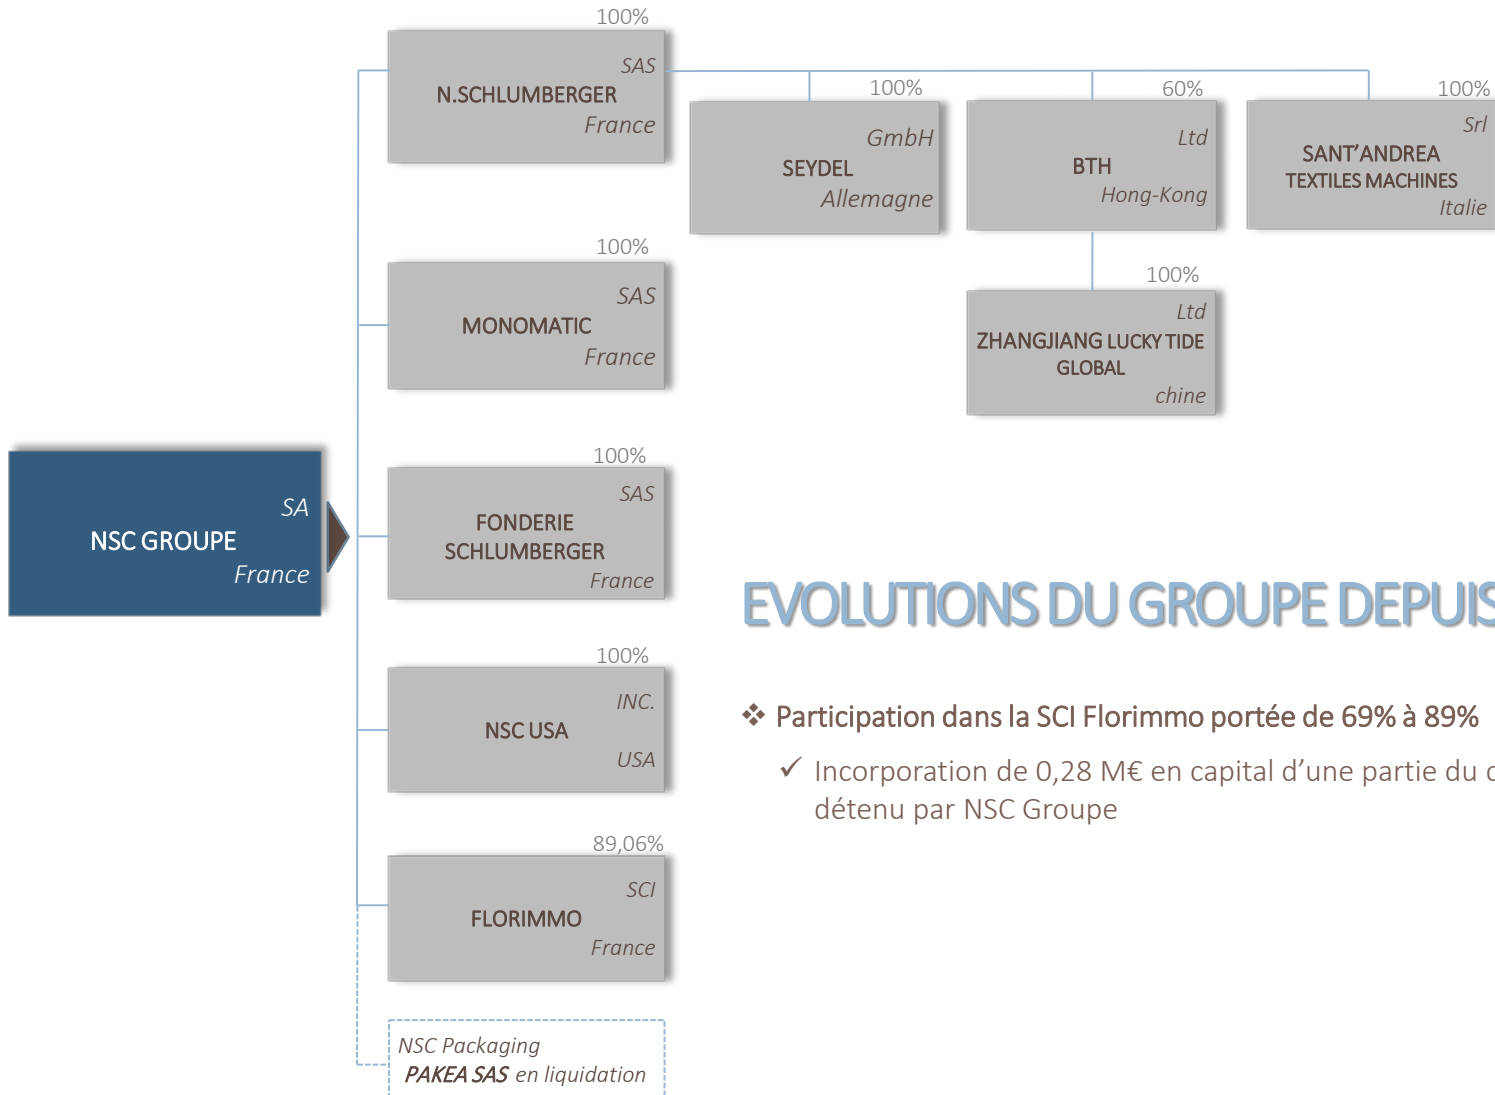 100%
SAS
N.SCHLUMBERGER
France
100%
GmbH
SEYDEL
Allemagne
60%
Ltd
BTH
Hong-Kong
100%
Srl
SANT’ANDREA
TEXTILES MACHINES
Italie
100%
Ltd
ZHANGJIANG LUCKY TIDE
GLOBAL
chine
100%
SAS
MONOMATIC
France
100%
SAS
FONDERIE
SCHLUMBERGER
France
SA
NSC GROUPE
France
100%
INC.
NSC USA
USA
89,06%
SCI
FLORIMMO
France
NSC Packaging
PAKEA SAS en liquidation
EVOLUTIONS DU GROUPE DEPUIS
❖ Participation dans la SCI Florimmo portée de 69% à 89%
✓ Incorporation de 0,28 M€ en capital d’une partie du
détenu par NSC Groupe